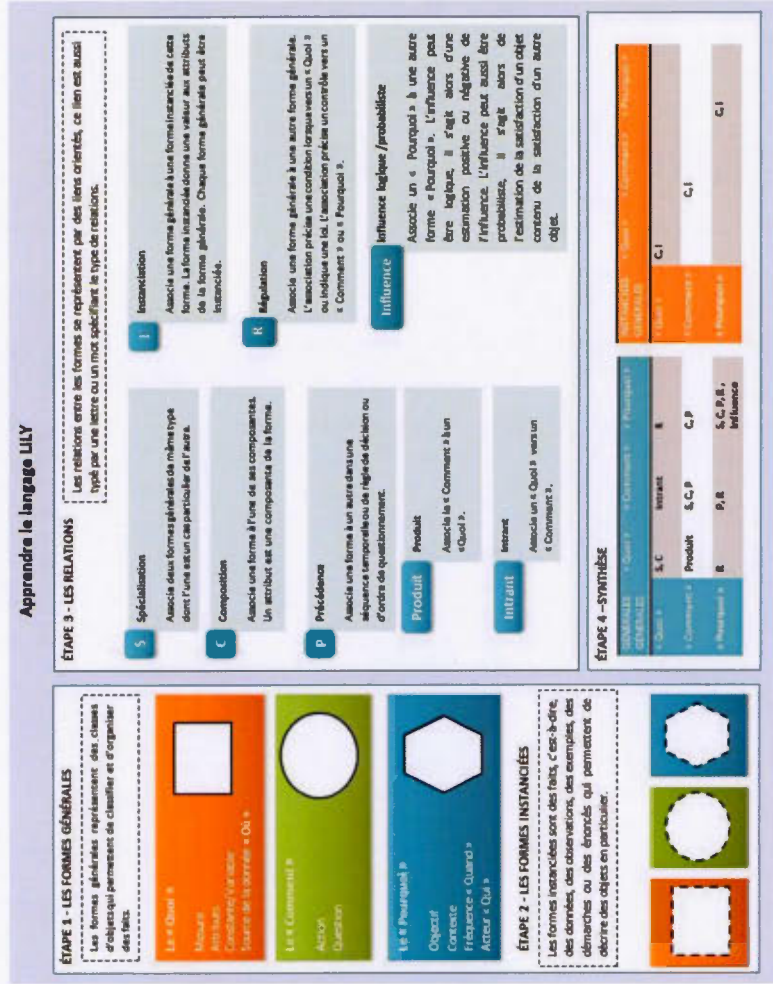 Apprendre le langage LILY
ÉTAPE 1 - LES FORMES GÉNÉRALES
Les formes générales représentent des classes
d'objets qui permettent de classifier et d'organiser
des faits.
Le « Quoi »
Mesure
Attributs
Constante/Variable
Source de la donnée « Où »
Le « Comment »
Action
Question
Le « Pourquoi »
Objectif
Contexte
Fréquence « Quand »
Acteur « Qui »
ÉTAPE 2 - LES FORMES INSTANCIÉES
Les formes instanciées sont des faits, c'est-à-dire,
des données, des observations, des exemples, des
démarches ou des énoncés qui permettent de
décrire des objets en particulier.
ÉTAPE 3 - LES RELATIONS
Les relations entre les formes se représentent par des liens orientés, ce lien est aussi
typé par une lettre ou un mot spécifiant le type de relations.
S
Spécialisation
Associe deux formes générales de même type
dont l'une est un cas particulier de l'autre.
C
Composition
Associe une forme à l'une de ses composantes.
Un attribut est une composante de la forme.
P
Précédence
Associe une forme à un autre dans une
séquence temporelle ou de règle de décision ou
d'ordre de questionnement.
Produit
Produit
Associe le « Comment » à un
«Quoi ».
Intrant
Intrant
Associe un « Quoi » vers un
« Comment ».
I
Instanciation
Associe une forme générale à une forme instanciée de cette
forme. La forme instanciée donne une valeur aux attributs
de la forme générale. Chaque forme générale peut être
instanciée.
R
Régulation
Associe une forme générale à une autre forme générale.
L'association précise une condition lorsque vers un « Quoi »
ou indique une loi. L'association précise un contrôle vers un
« Comment » ou « Pourquoi ».
Influence
Influence logique /probabiliste
Associe un « Pourquoi » à une autre
forme « Pourquoi ». L'influence peut
être logique, il s'agit alors d'une
estimation positive ou négative de
l'influence. L'influence peut aussi être
probabiliste, il s'agit alors de
l'estimation de la satisfaction d'un objet
contenu de la satisfaction d'un autre
objet.
ÉTAPE 4 –SYNTHÈSE
GÉNÉRALES « Quoi » « Comment » « Pourquoi »
GÉNÉRALES
« Quoi » S, C Intrant R
« Comment » Produit S, C, P C, P
« Pourquoi » R P, R S, C, P, R,
Influence
INSTANCIÉES « Quoi » « Comment » « Pourquoi »
GÉNÉRALES
« Quoi » C, I
« Comment » C, I
« Pourquoi » C, I